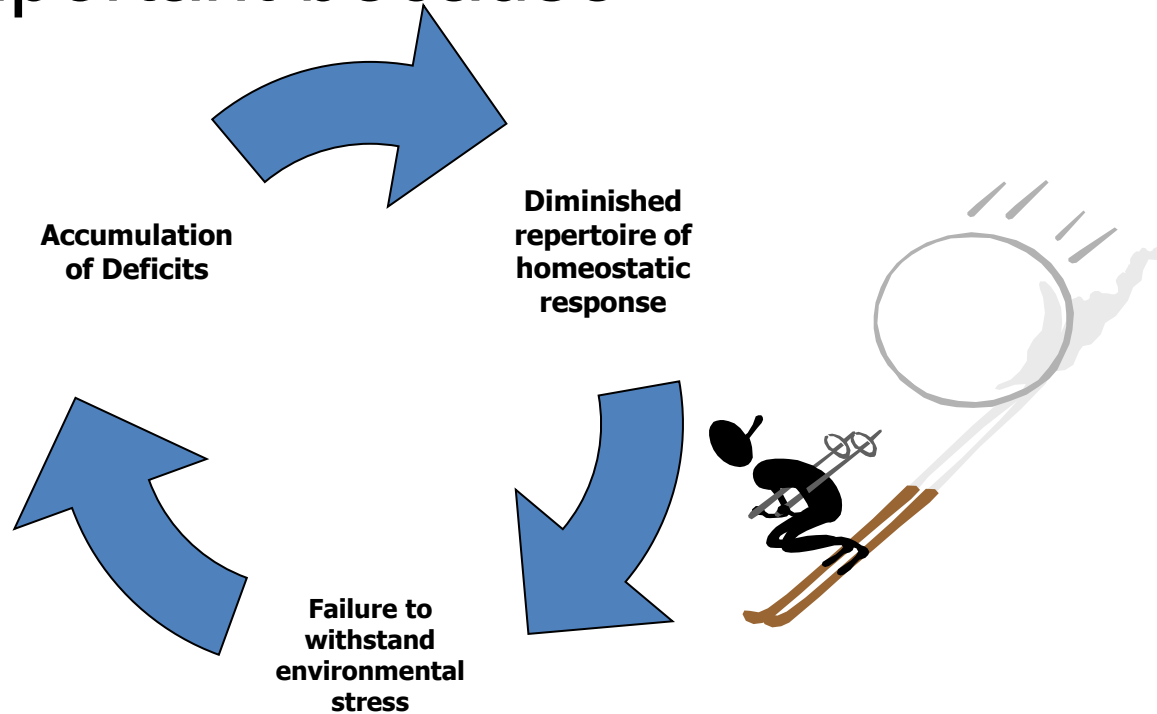 Accumulation
of Deficits
Diminished
repertoire of
homeostatic
response
Failure to
withstand
environmental
stress